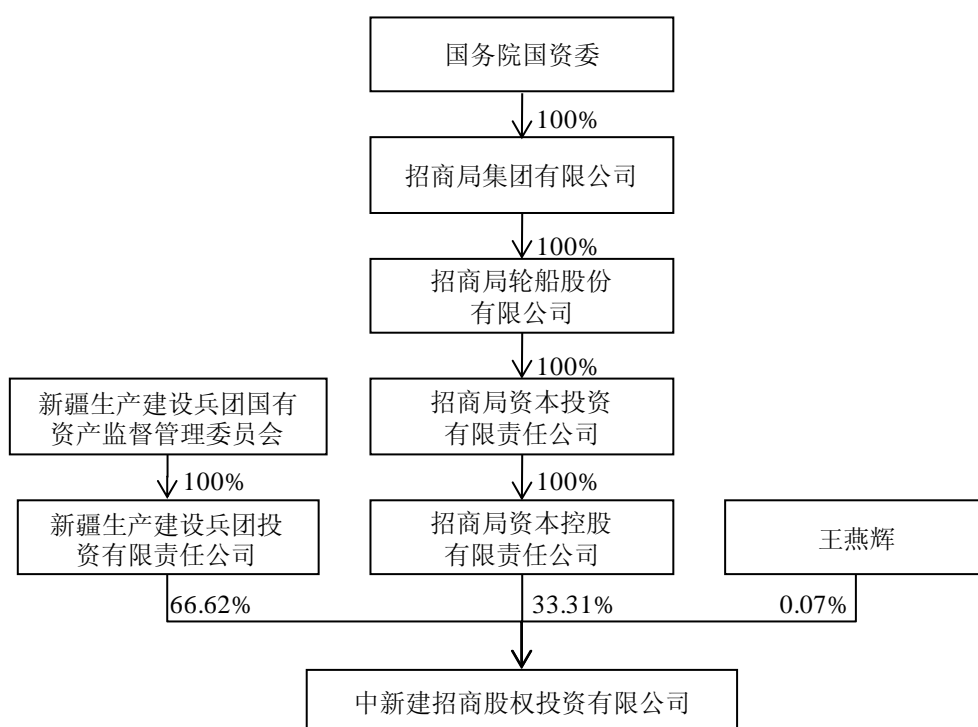 国务院国资委
100%
招商局集团有限公司
100%
招商局轮船股份
有限公司
100%
新疆生产建设兵团国有
资产监督管理委员会
招商局资本投资
有限责任公司
100%
100%
新疆生产建设兵团投
资有限责任公司
招商局资本控股
有限责任公司
王燕辉
66.62%
33.31%
0.07%
中新建招商股权投资有限公司